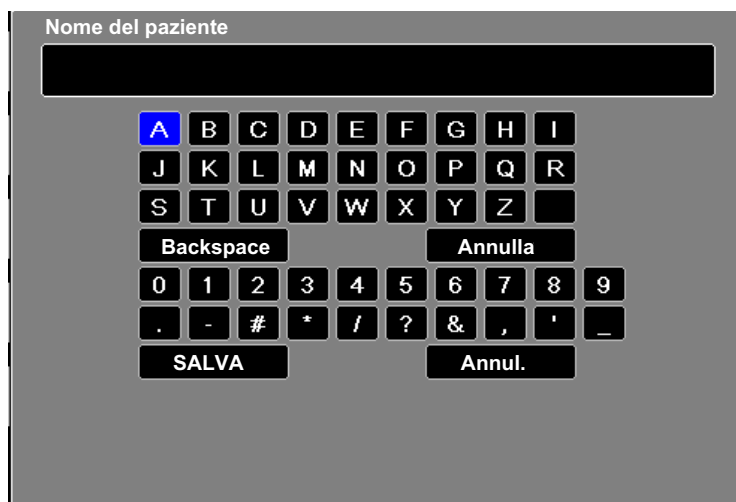 Nome del paziente
A B C D E F G H I
J K L M N O P Q R
S T U V W X Y Z
Backspace Annulla
0 1 2 3 4 5 6 7 8 9
. - # * / ? & , ' _
SALVA Annul.